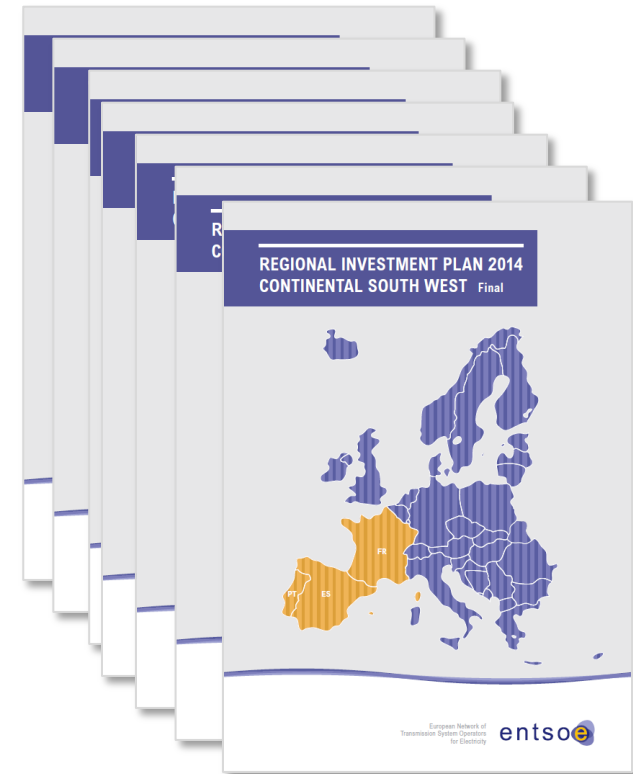 R
C
REGIONAL INVESTMENT PLAN 2014
CONTINENTAL SOUTH WEST Final
FR
PT
ES
European Network of
Transmission System Operators
for Electricity
entsoe